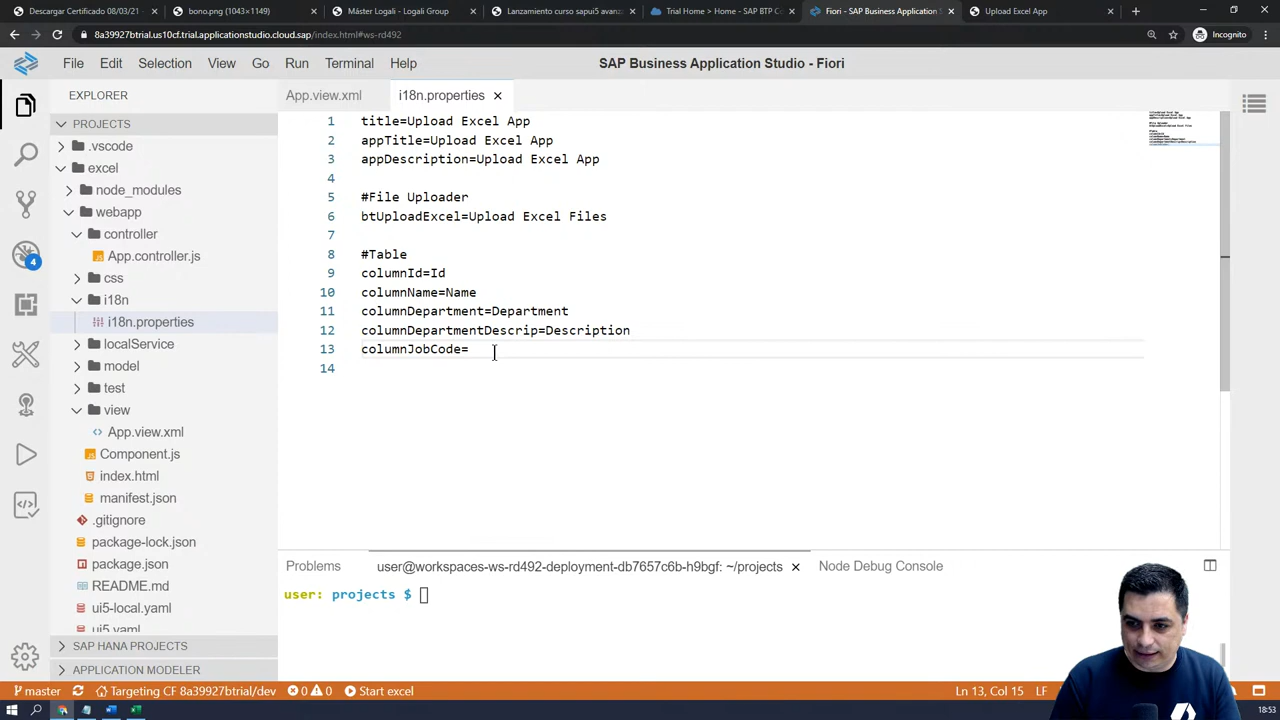 Descargar Certificado 08/03/21
bono.png (1043×1149)
Máster Logali - Logali Group
Lanzamiento curso sapui5 avanz
Trial Home > Home - SAP BTP C
Fiori - SAP Business Application S
Upload Excel App
8a39927btrial.us10cf.trial.applicationstudio.cloud.sap/index.html#ws-rd492
Incognito
File Edit Selection View Go Run Terminal Help
SAP Business Application Studio - Fiori
EXPLORER
App.view.xml
i18n.properties
PROJECTS
.vscode
excel
node_modules
webapp
controller
App.controller.js
css
i18n
i18n.properties
localService
model
test
view
App.view.xml
Component.js
index.html
manifest.json
.gitignore
package-lock.json
package.json
README.md
ui5-local.yaml
ui5.yaml
SAP HANA PROJECTS
APPLICATION MODELER
4
1 title=Upload Excel App
2 appTitle=Upload Excel App
3 appDescription=Upload Excel App
4
5 #File Uploader
6 btUploadExcel=Upload Excel Files
7
8 #Table
9 columnId=Id
10 columnName=Name
11 columnDepartment=Department
12 columnDepartmentDescrip=Description
13 columnJobCode=
14
Problems
user@workspaces-ws-rd492-deployment-db7657c6b-h9bgf: ~/projects
Node Debug Console
user: projects $
master
Targeting CF 8a39927btrial/dev
0 0
Start excel
Ln 13, Col 15
LF
18:53